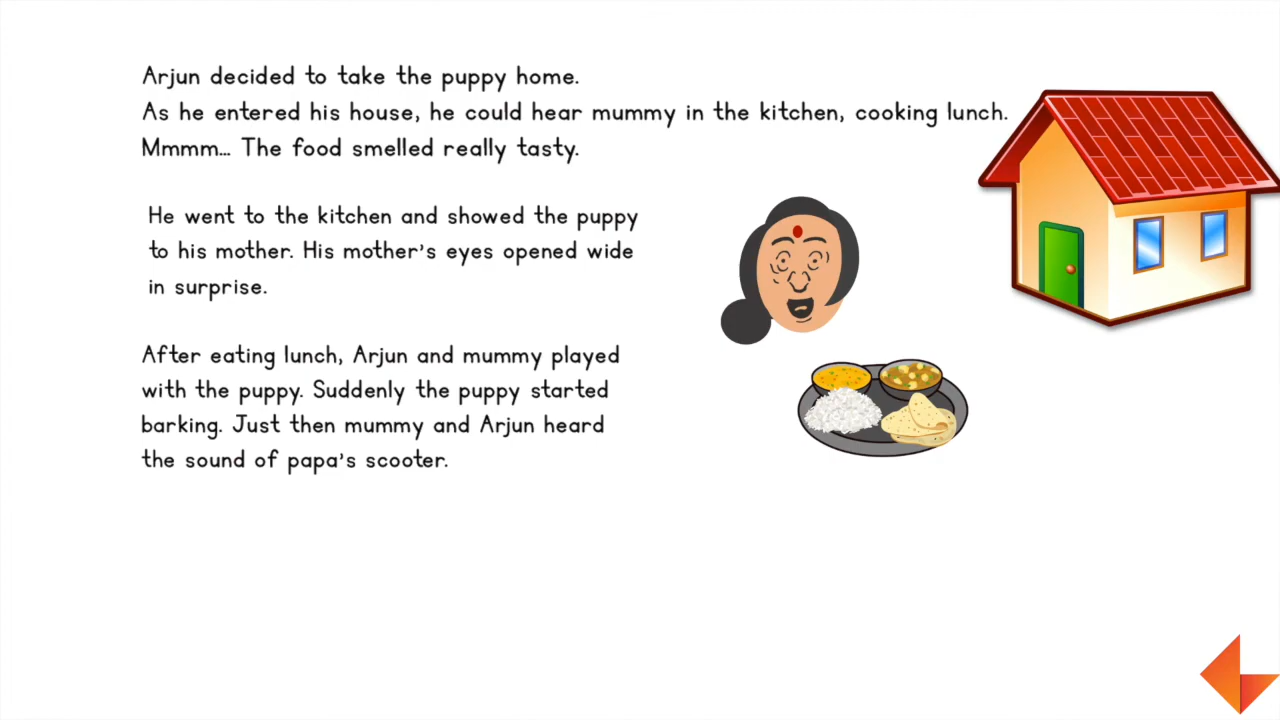 Arjun decided to take the puppy home.
As he entered his house, he could hear mummy in the kitchen, cooking lunch.
Mmmm... The food smelled really tasty.
He went to the kitchen and showed the puppy
to his mother. His mother's eyes opened wide
in surprise.
After eating lunch, Arjun and mummy played
with the puppy. Suddenly the puppy started
barking. Just then mummy and Arjun heard
the sound of papa's scooter.